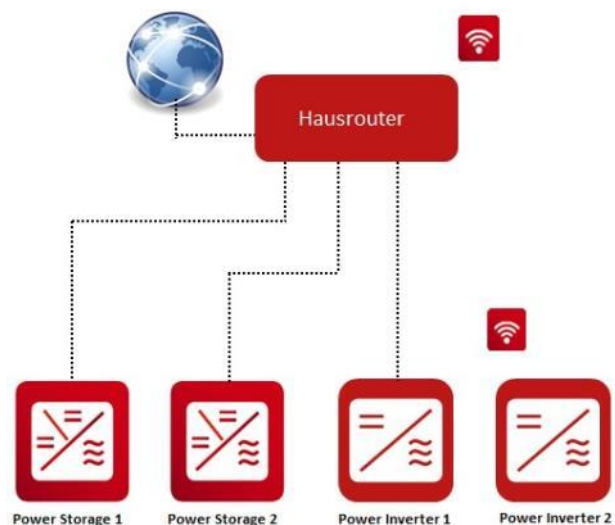 Hausrouter
Power Storage 1
Power Storage 2
Power Inverter 1
Power Inverter 2